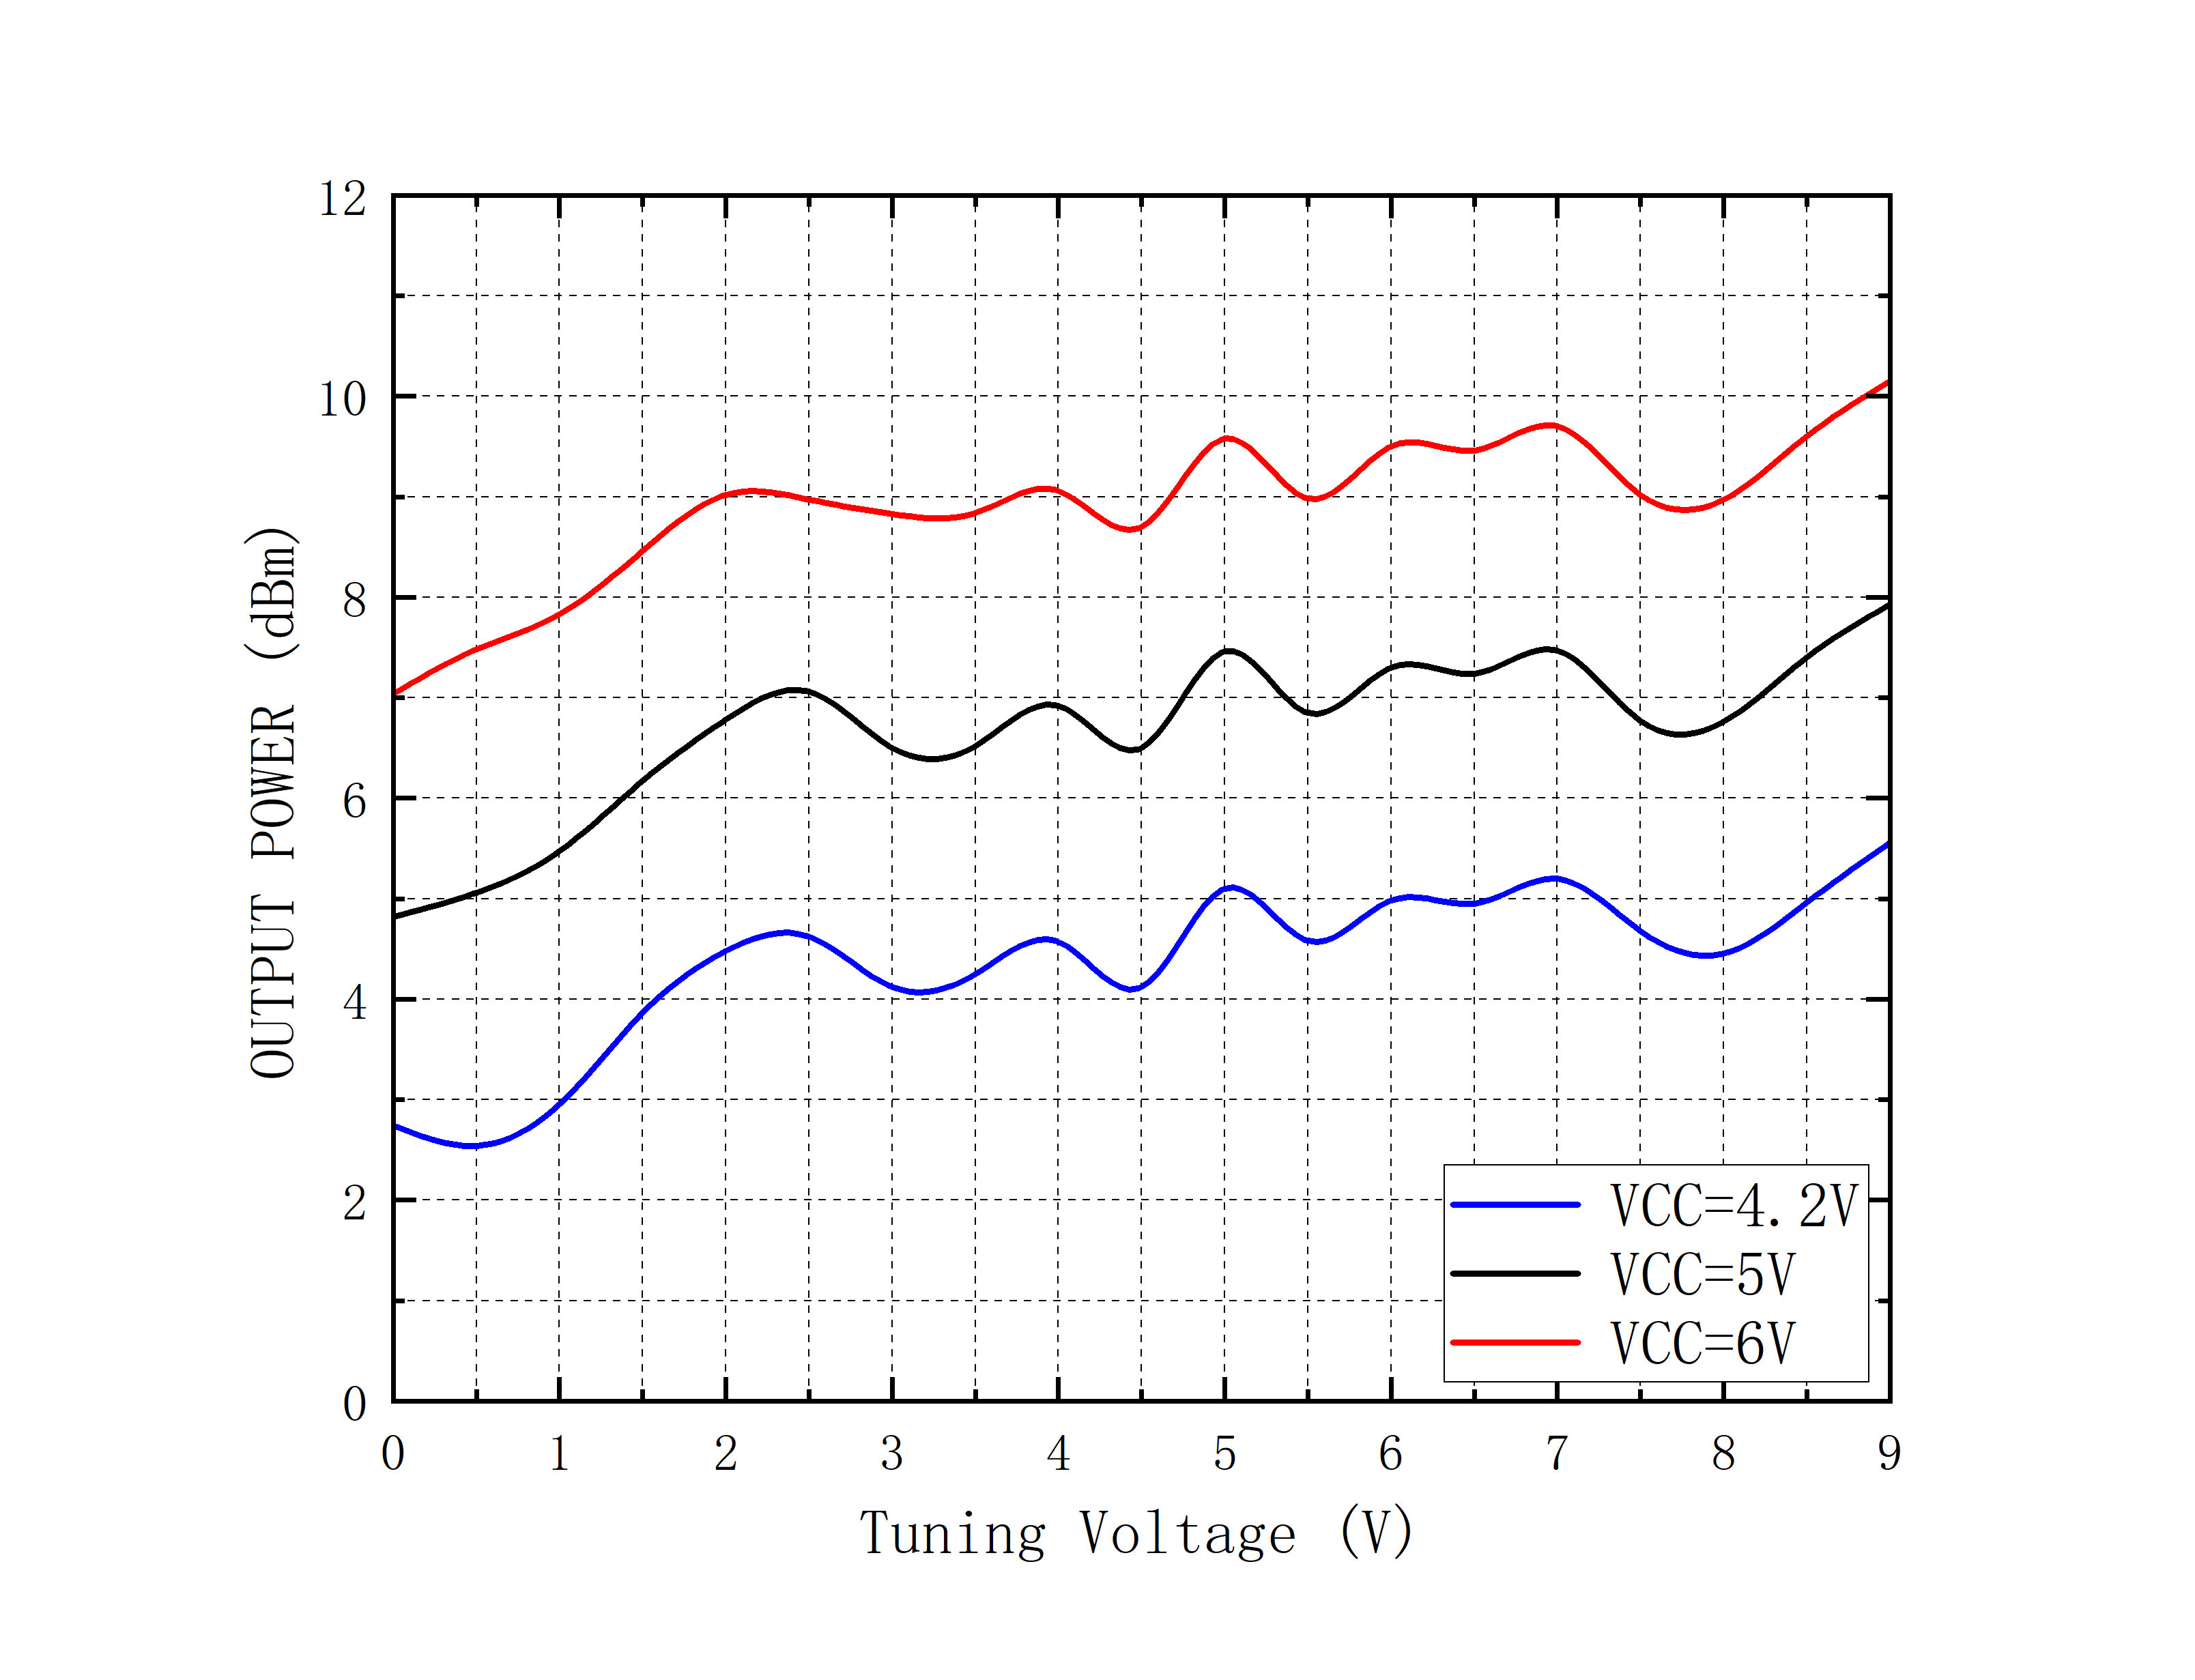 12
10
8
6
4
2
0
OUTPUT POWER (dBm)
0 1 2 3 4 5 6 7 8 9
Tuning Voltage (V)
VCC=4.2V
VCC=5V
VCC=6V